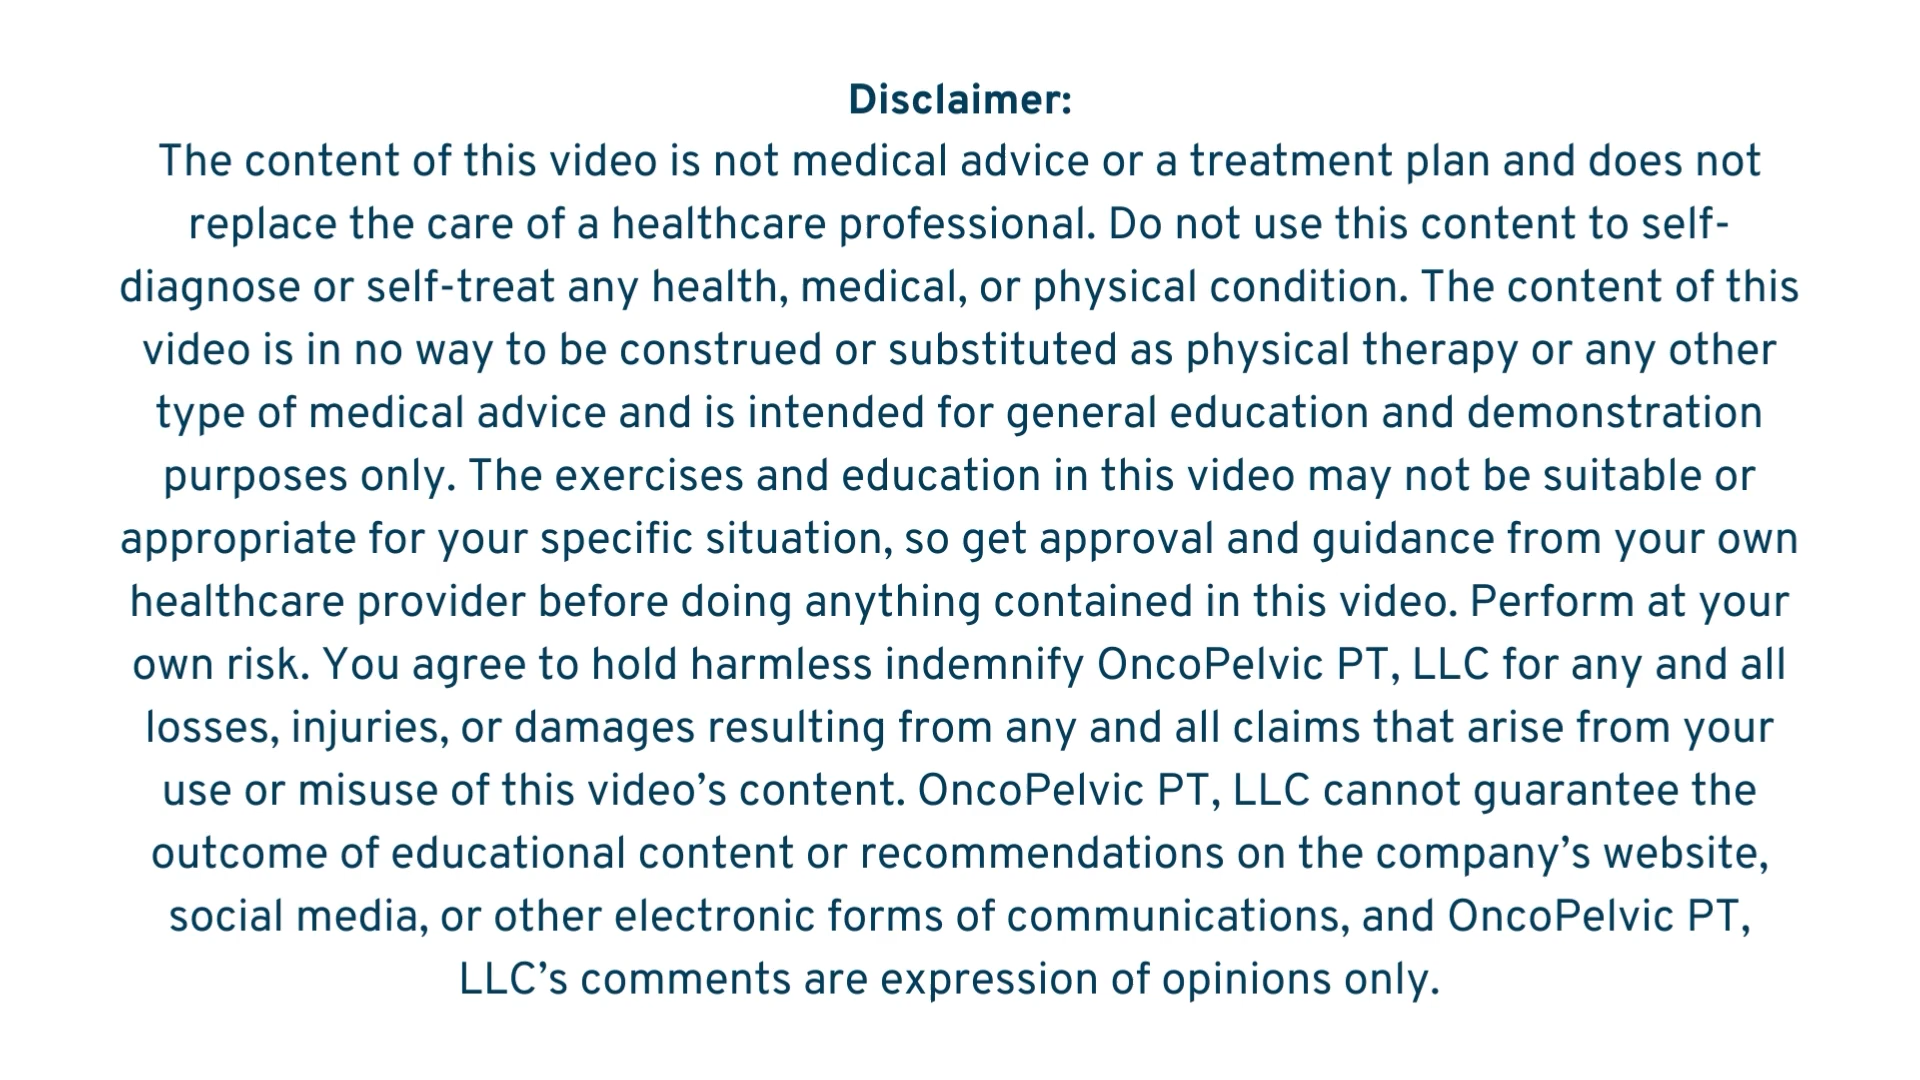 Disclaimer:
The content of this video is not medical advice or a treatment plan and does not
replace the care of a healthcare professional. Do not use this content to self-
diagnose or self-treat any health, medical, or physical condition. The content of this
video is in no way to be construed or substituted as physical therapy or any other
type of medical advice and is intended for general education and demonstration
purposes only. The exercises and education in this video may not be suitable or
appropriate for your specific situation, so get approval and guidance from your own
healthcare provider before doing anything contained in this video. Perform at your
own risk. You agree to hold harmless indemnify OncoPelvic PT, LLC for any and all
losses, injuries, or damages resulting from any and all claims that arise from your
use or misuse of this video’s content. OncoPelvic PT, LLC cannot guarantee the
outcome of educational content or recommendations on the company’s website,
social media, or other electronic forms of communications, and OncoPelvic PT,
LLC’s comments are expression of opinions only.